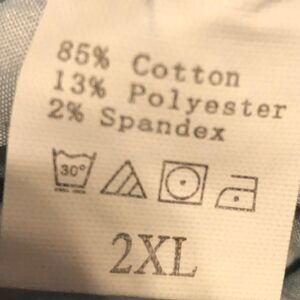 85% Cotton
13% Polyester
2% Spandex
30°
2XL